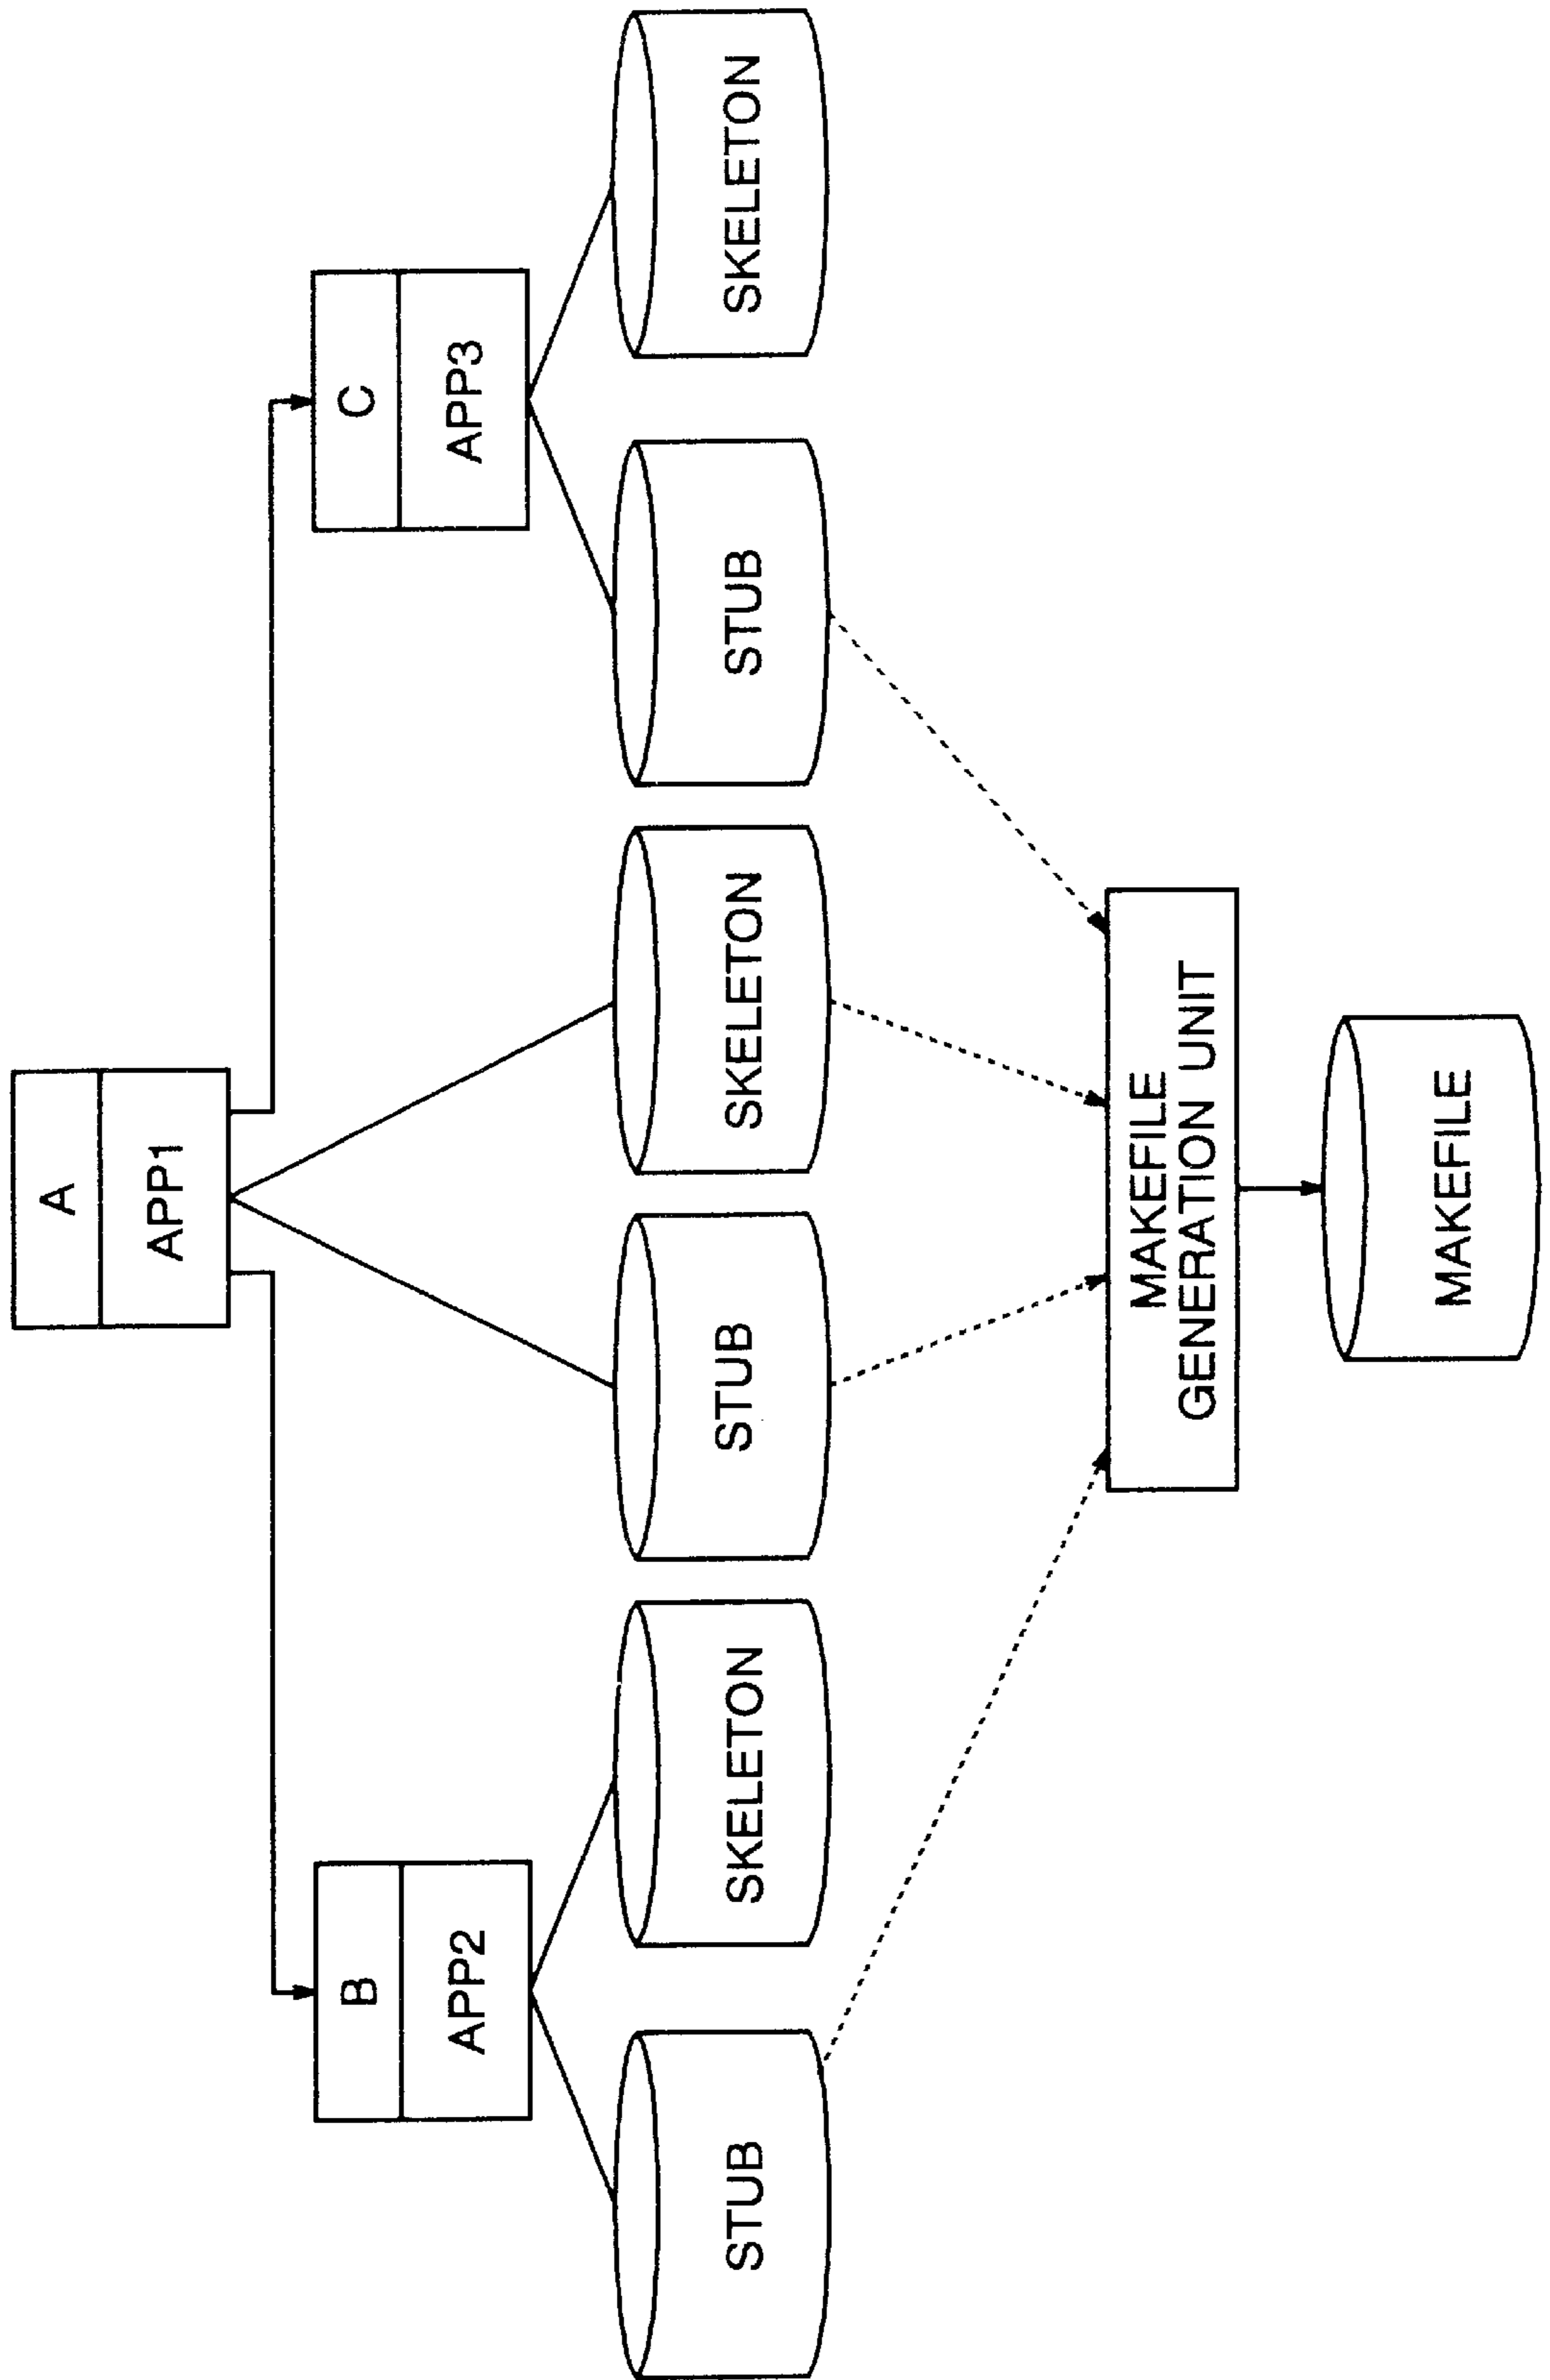 A
APP1
B
APP2
C
APP3
STUB
SKELETON
STUB
SKELETON
STUB
SKELETON
MAKEFILE
GENERATION UNIT
MAKEFILE